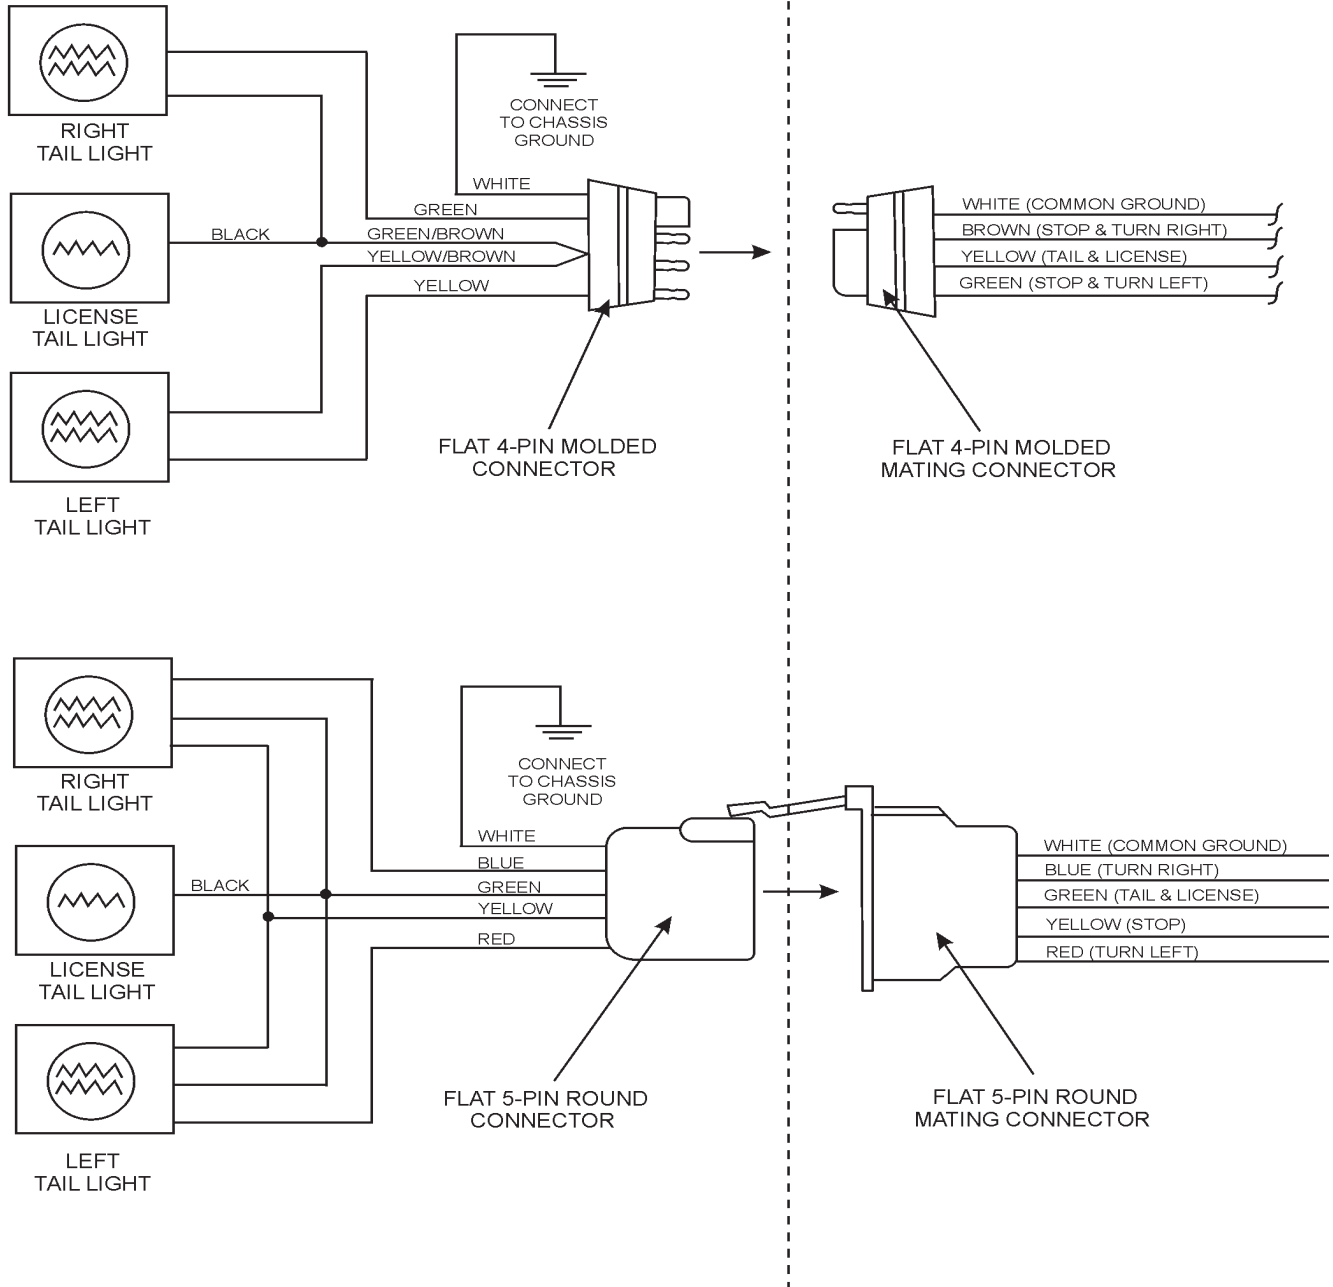 RIGHT
TAIL LIGHT
CONNECT
TO CHASSIS
GROUND
WHITE
GREEN
BLACK
GREEN/BROWN
YELLOW/BROWN
YELLOW
LICENSE
TAIL LIGHT
LEFT
TAIL LIGHT
FLAT 4-PIN MOLDED
CONNECTOR
WHITE (COMMON GROUND)
BROWN (STOP & TURN RIGHT)
YELLOW (TAIL & LICENSE)
GREEN (STOP & TURN LEFT)
FLAT 4-PIN MOLDED
MATING CONNECTOR
RIGHT
TAIL LIGHT
CONNECT
TO CHASSIS
GROUND
WHITE
BLUE
BLACK
GREEN
YELLOW
RED
LICENSE
TAIL LIGHT
LEFT
TAIL LIGHT
FLAT 5-PIN ROUND
CONNECTOR
WHITE (COMMON GROUND)
BLUE (TURN RIGHT)
GREEN (TAIL & LICENSE)
YELLOW (STOP)
RED (TURN LEFT)
FLAT 5-PIN ROUND
MATING CONNECTOR